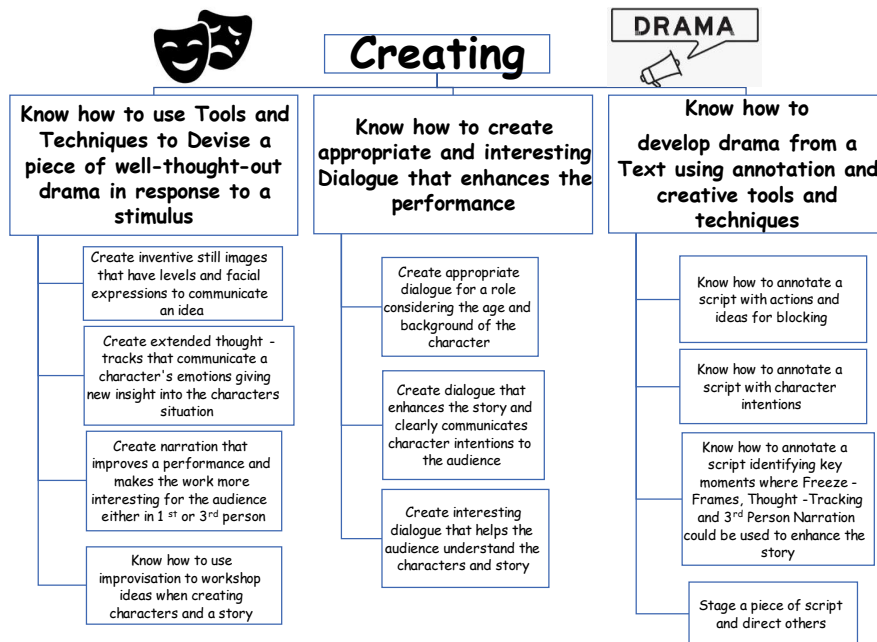 DRAMA
Creating
Know how to use Tools and
Techniques to Devise a
piece of well-thought-out
drama in response to a
stimulus
Create inventive still images
that have levels and facial
expressions to communicate
an idea
Create extended thought -
tracks that communicate a
character's emotions giving
new insight into the characters
situation
Create narration that
improves a performance and
makes the work more
interesting for the audience
either in 1st or 3rd person
Know how to use
improvisation to workshop
ideas when creating
characters and a story
Know how to create
appropriate and interesting
Dialogue that enhances the
performance
Create appropriate
dialogue for a role
considering the age and
background of the
character
Create dialogue that
enhances the story and
clearly communicates
character intentions to
the audience
Create interesting
dialogue that helps the
audience understand the
characters and story
Know how to
develop drama from a
Text using annotation and
creative tools and
techniques
Know how to annotate a
script with actions and
ideas for blocking
Know how to annotate a
script with character
intentions
Know how to annotate a
script identifying key
moments where Freeze -
Frames, Thought -Tracking
and 3rd Person Narration
could be used to enhance the
story
Stage a piece of script
and direct others